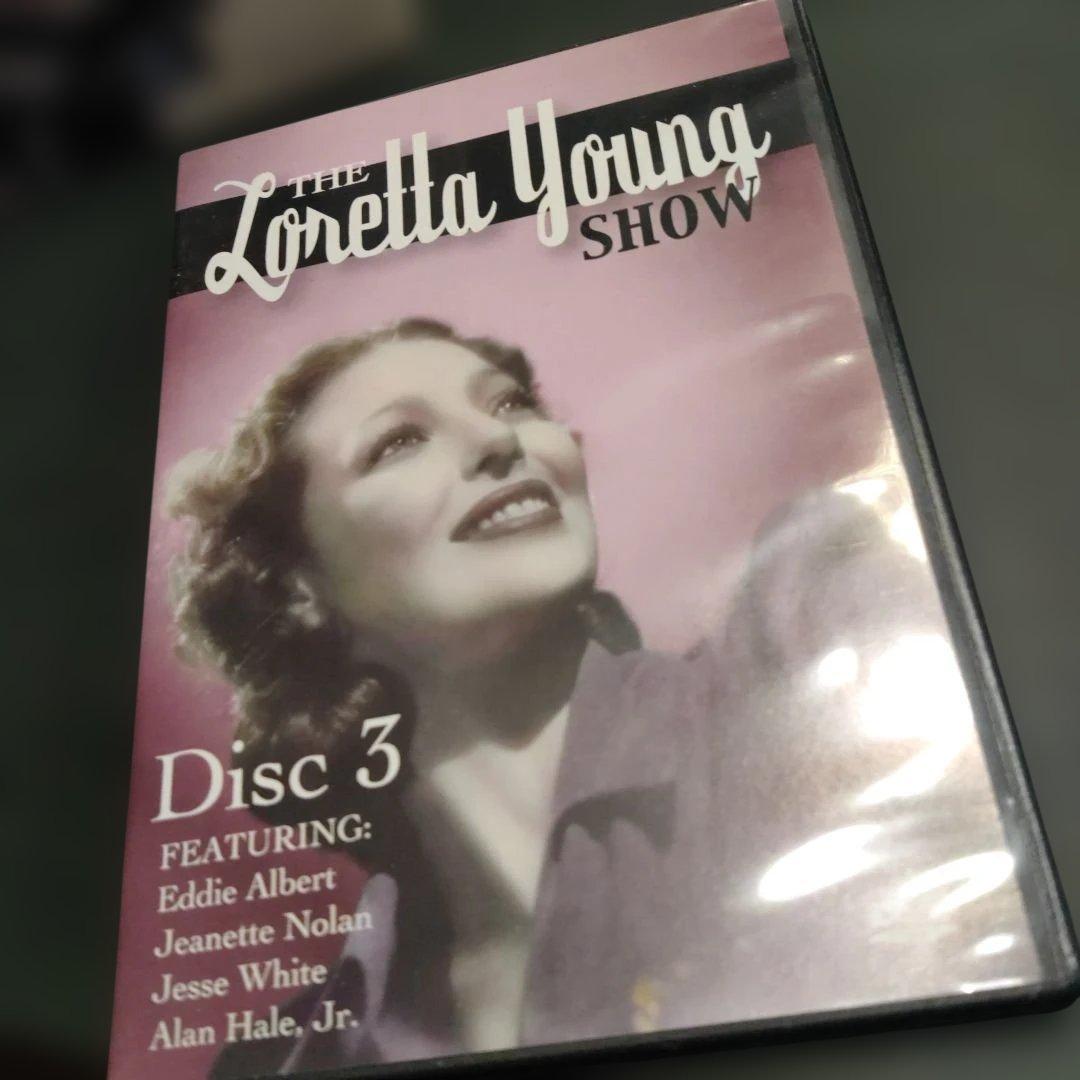 THE
Loretta Young
SHOW
Disc 3
FEATURING:
Eddie Albert
Jeanette Nolan
Jesse White
Alan Hale, Jr.